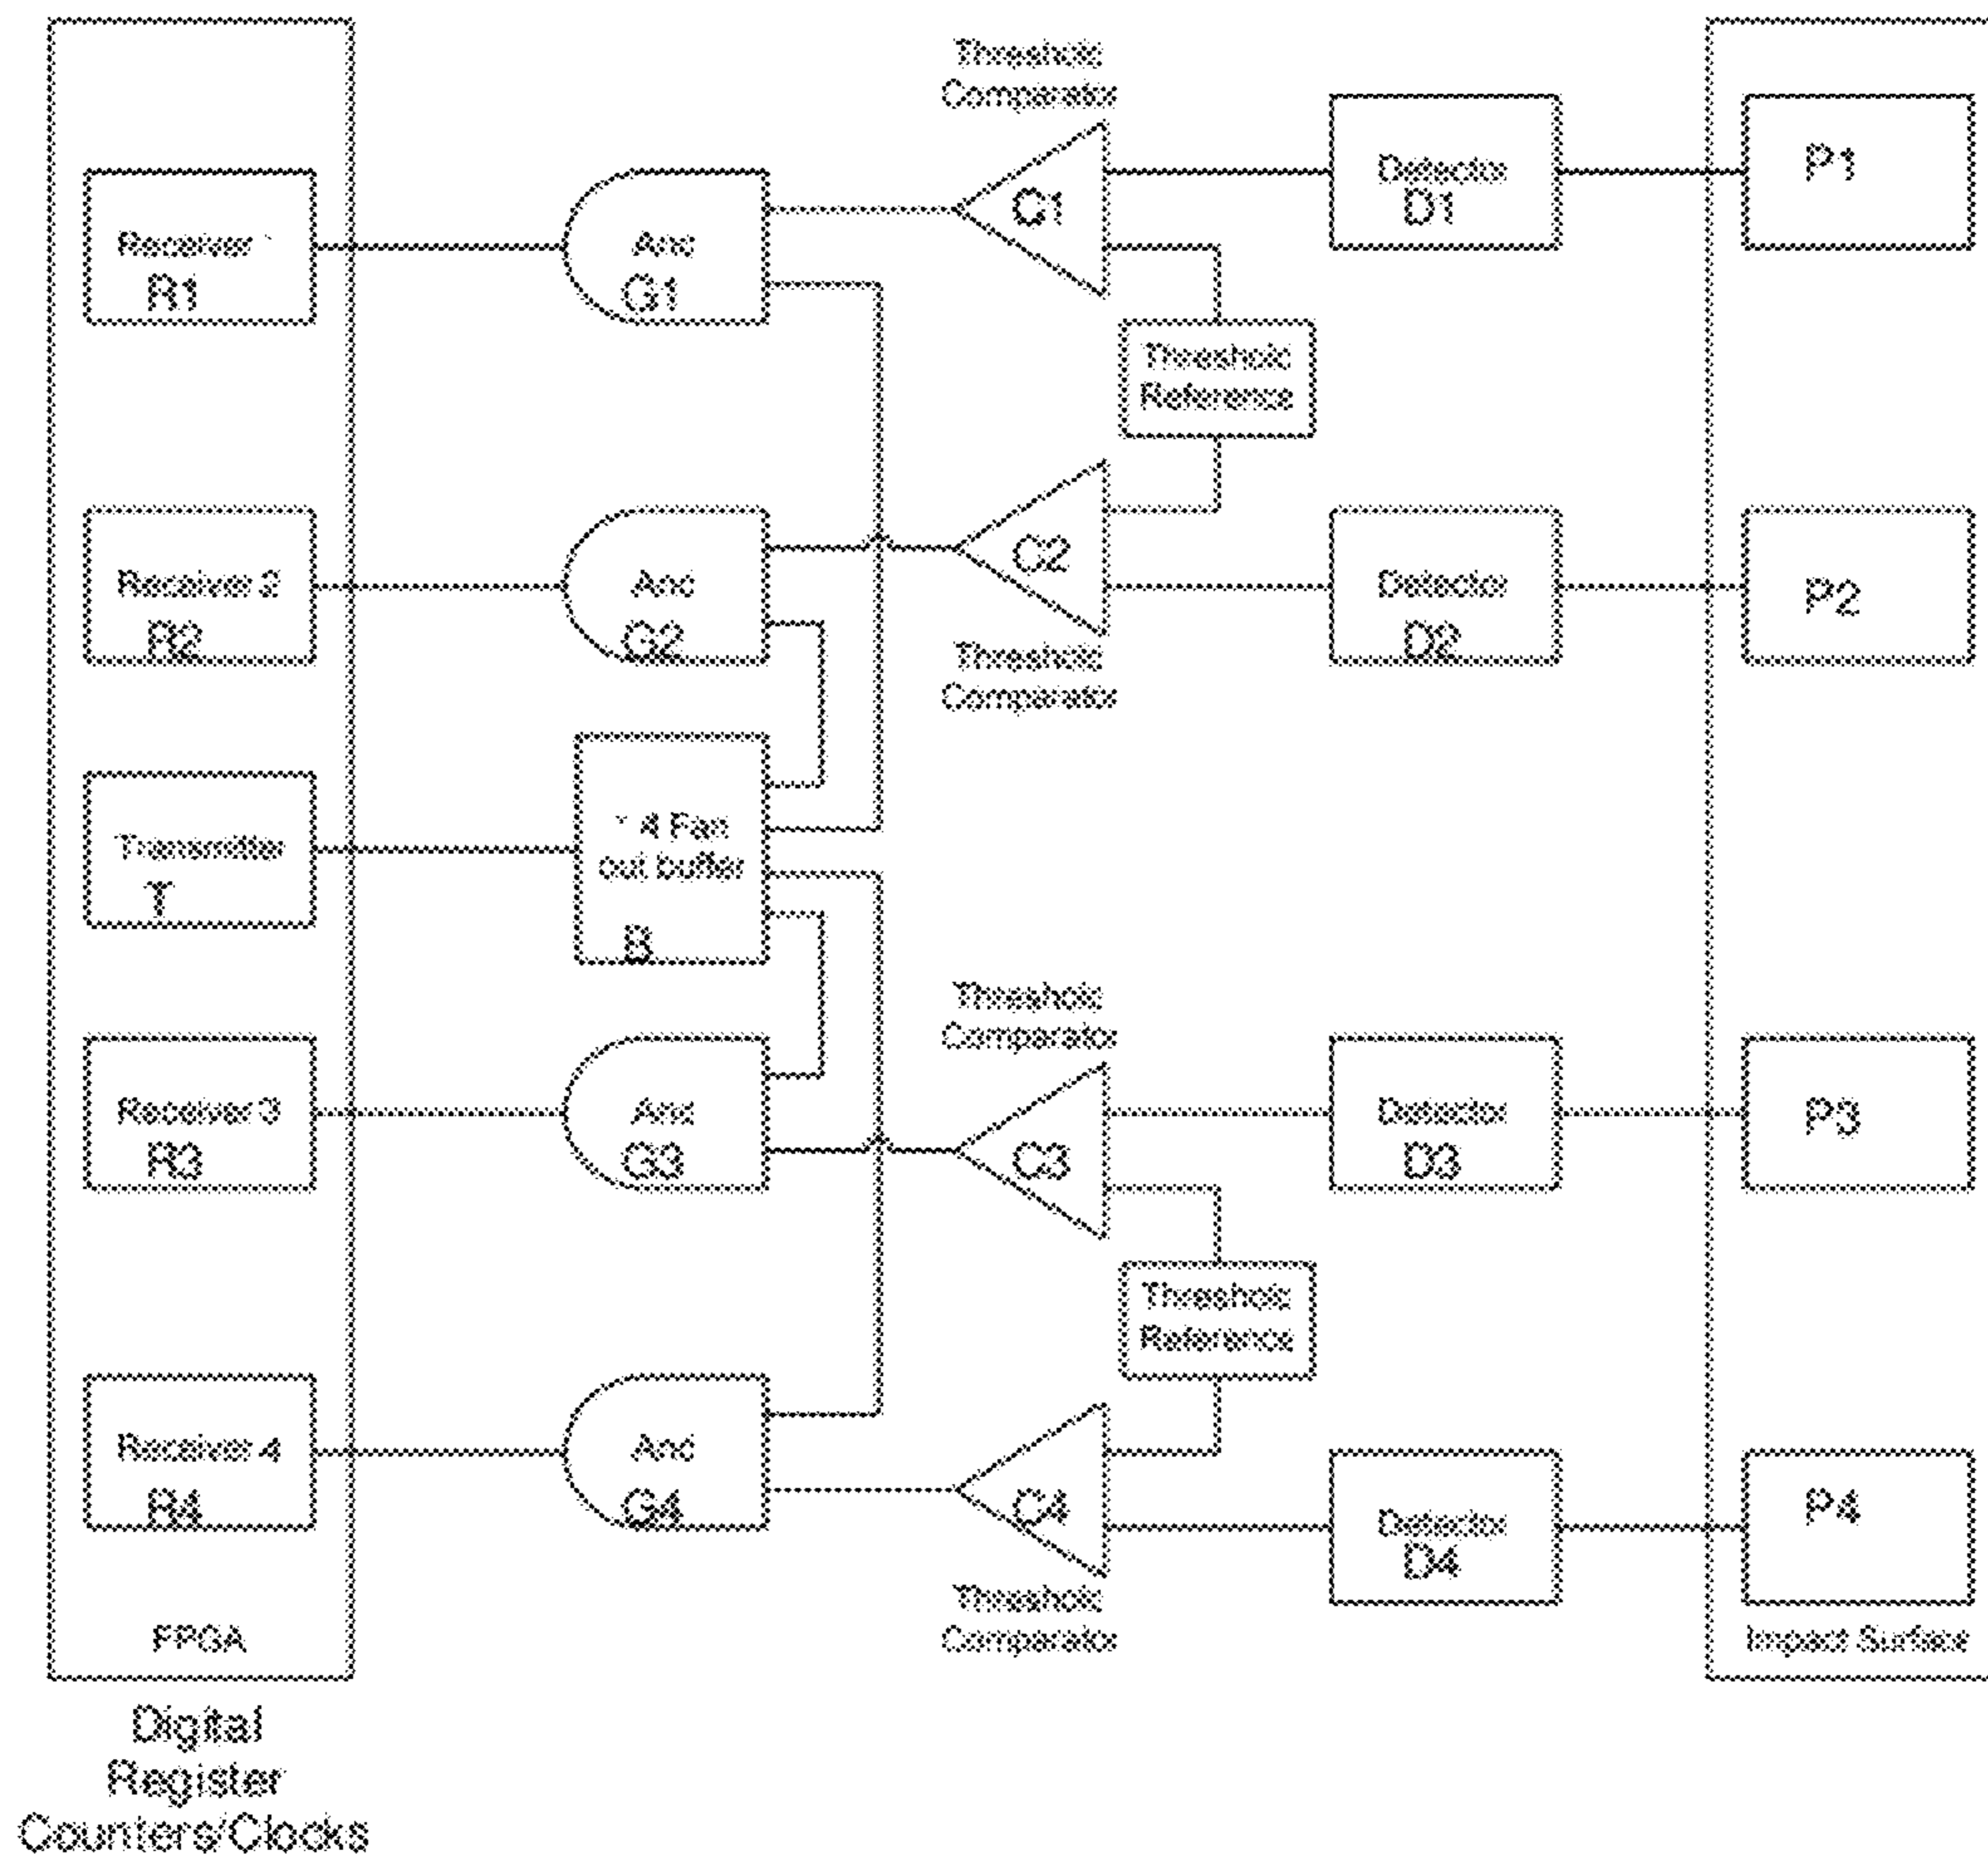 Threshold
Comparator
Receiver 1
R1
And
G1
C1
Detector
D1
P1
Threshold
Reference
Receiver 2
R2
And
G2
C2
Detector
D2
P2
Threshold
Comparator
Transmitter
T
4 Fan
out buffer
B
Threshold
Comparator
Receiver 3
R3
And
G3
C3
Detector
D3
P3
Threshold
Reference
Receiver 4
R4
And
G4
C4
Detector
D4
P4
Threshold
Comparator
FPGA
Impact Surface
Digital
Register
Counters/Clocks